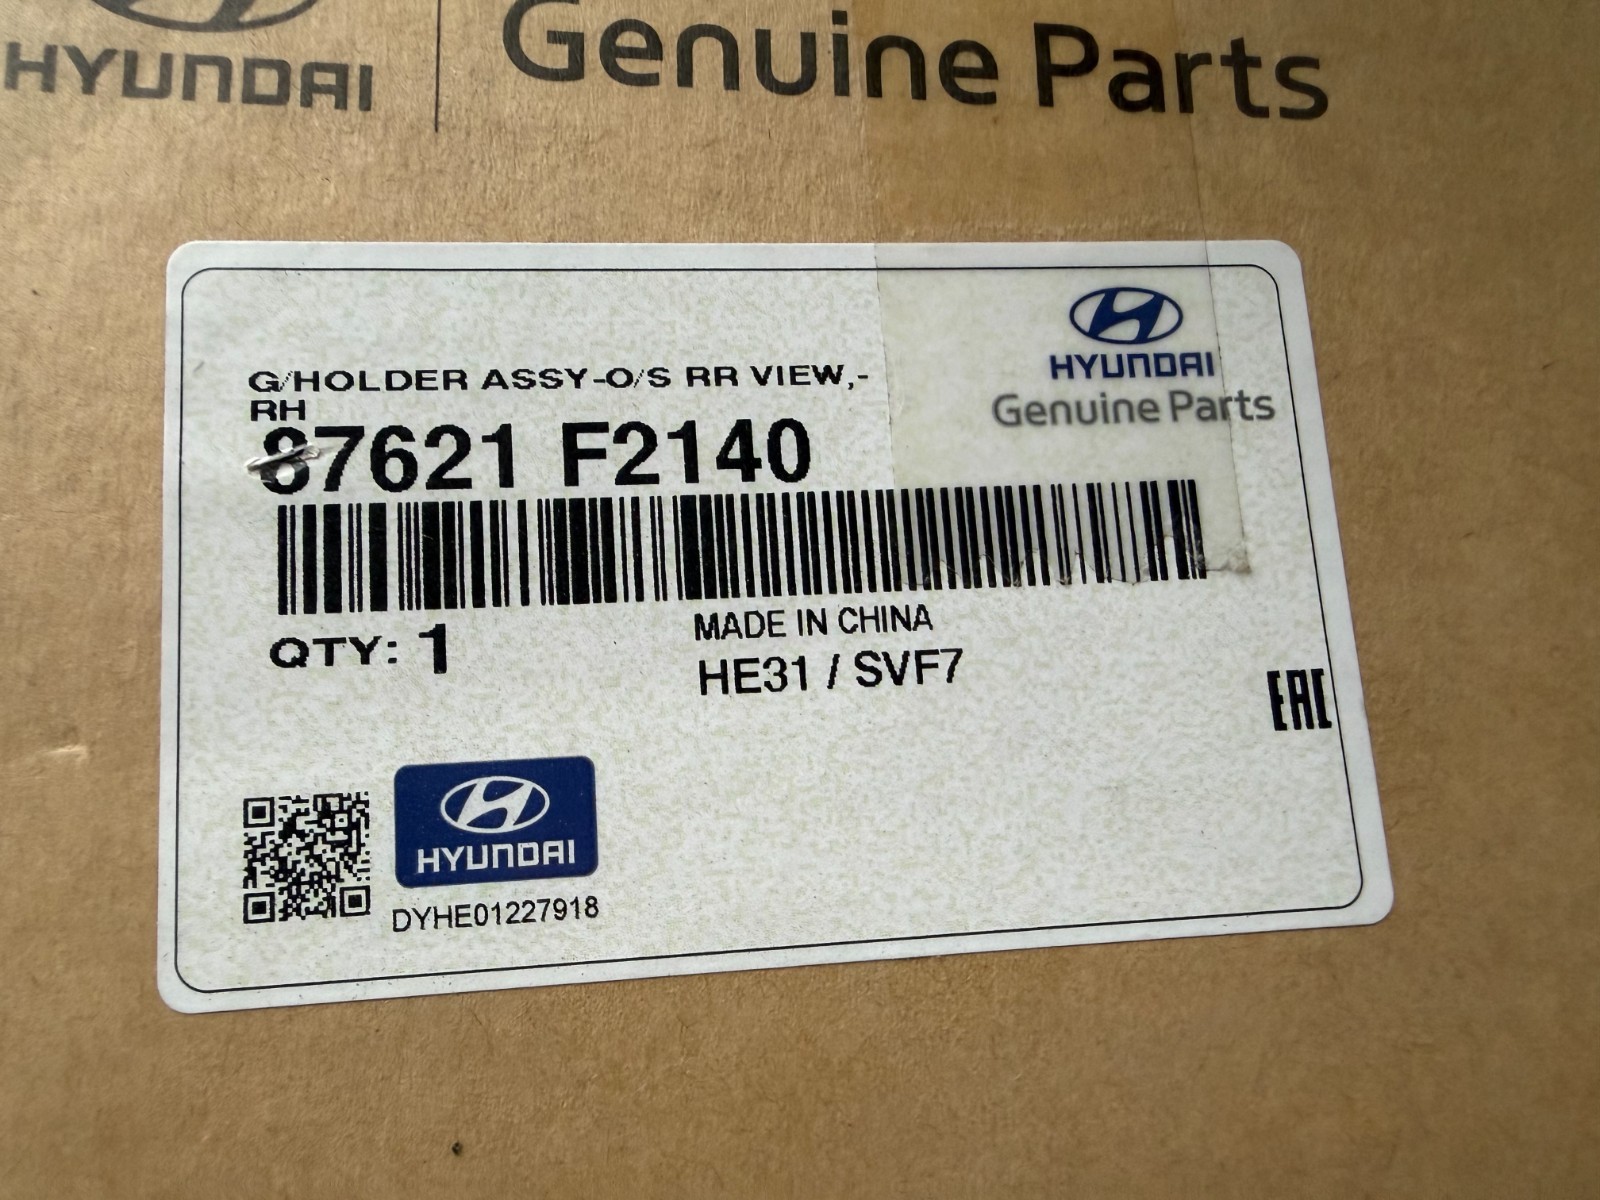 HYUNDAI
Genuine Parts
HYUNDAI
Genuine Parts
G/HOLDER ASSY-O/S RR VIEW,-
RH
87621 F2140
QTY: 1
MADE IN CHINA
HE31 / SVF7
EAC
HYUNDAI
DYHE01227918